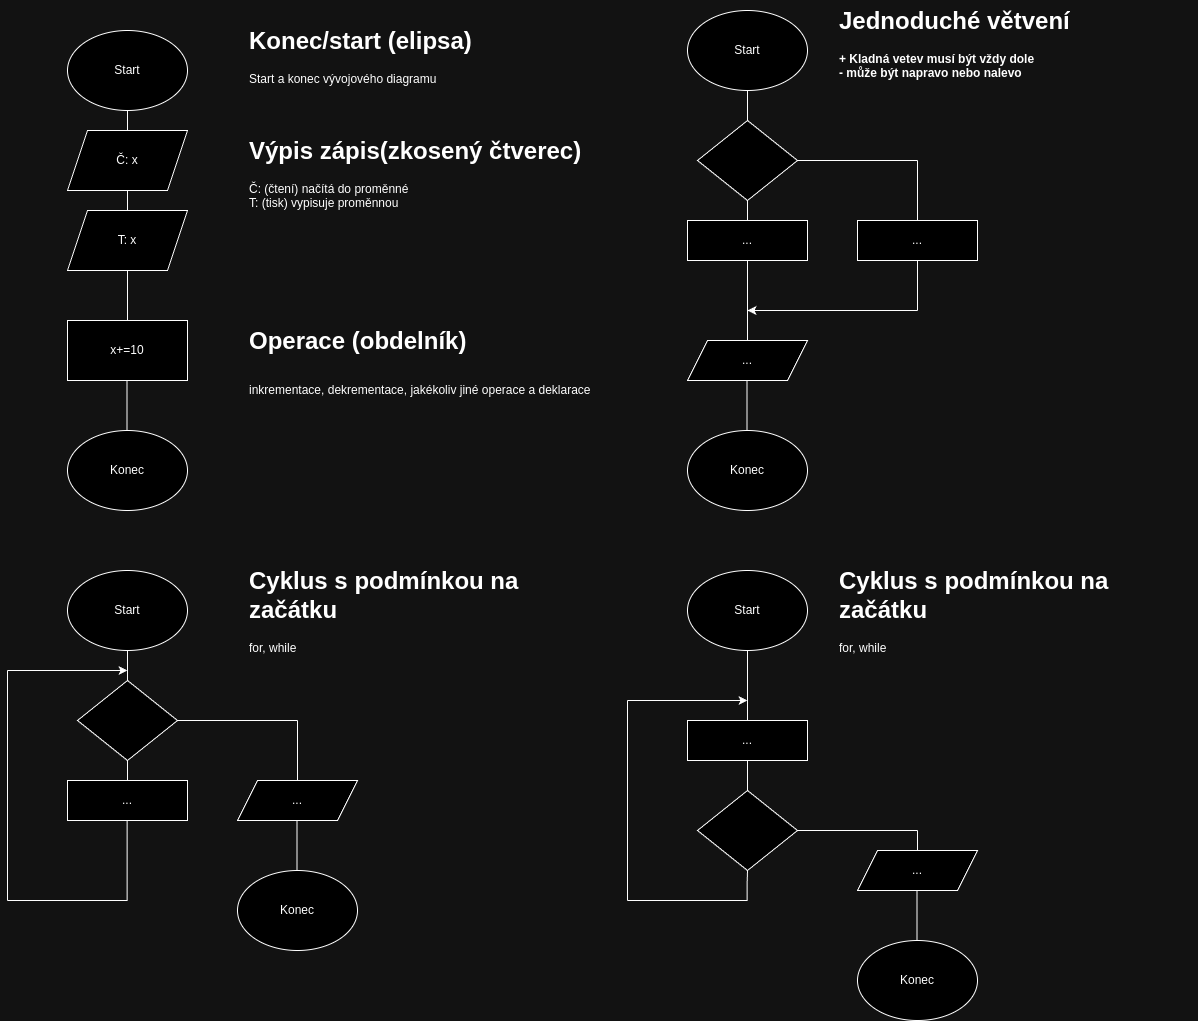 Start
Konec/start (elipsa)
Start a konec vývojového diagramu
Č: x
Výpis zápis(zkosený čtverec)
Č: (čtení) načítá do proměnné
T: (tisk) vypisuje proměnnou
T: x
x+=10
Operace (obdelník)
inkrementace, dekrementace, jakékoliv jiné operace a deklarace
Konec
Start
Jednoduché větvení
+ Kladná vetev musí být vždy dole
- může být napravo nebo nalevo
...
...
...
Konec
Start
Cyklus s podmínkou na
začátku
for, while
...
...
Konec
Start
Cyklus s podmínkou na
začátku
for, while
...
...
Konec